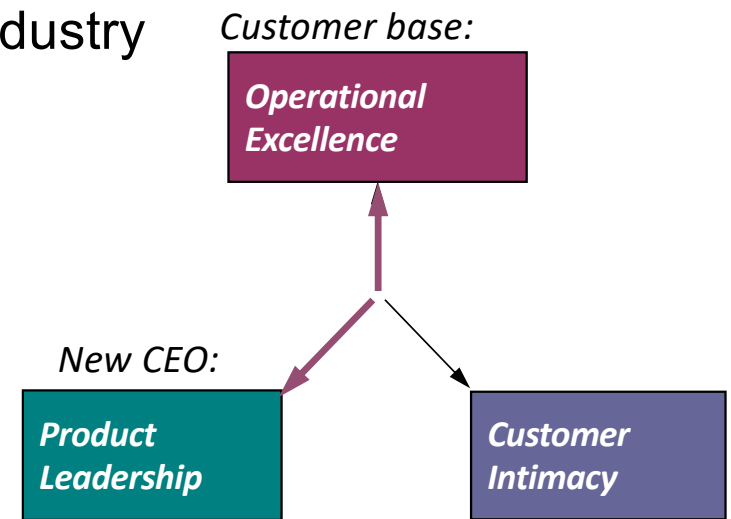 dustry
Customer base:
Operational
Excellence
New CEO:
Product
Leadership
Customer
Intimacy